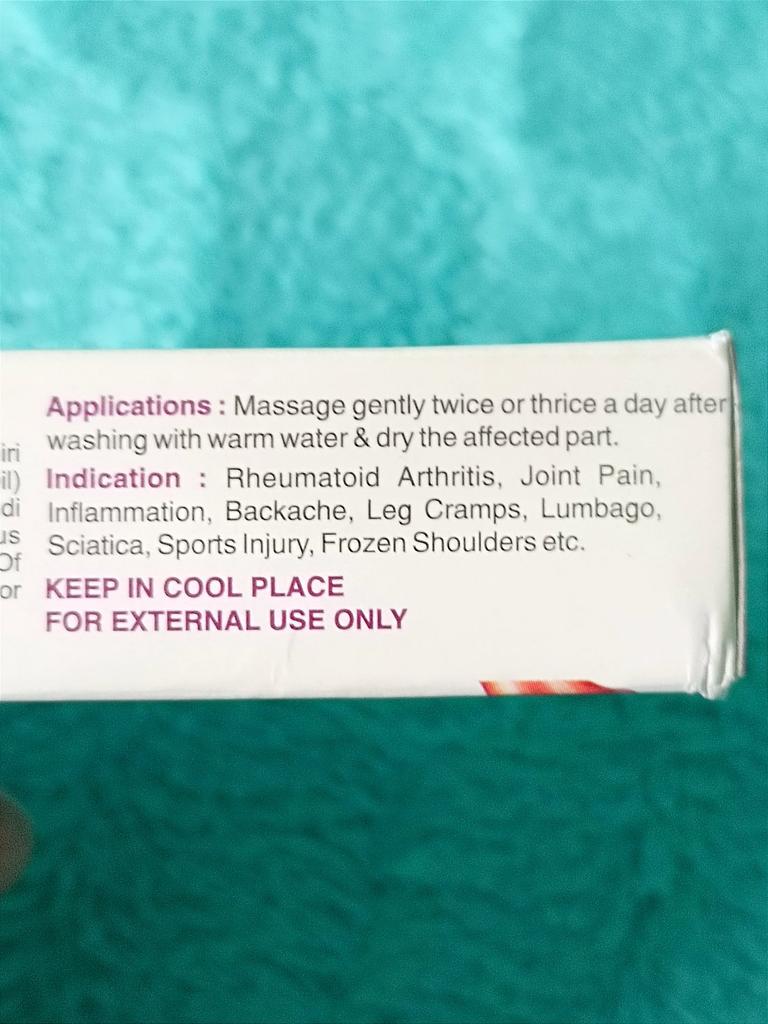 Applications : Massage gently twice or thrice a day after
washing with warm water & dry the affected part.
Indication : Rheumatoid Arthritis, Joint Pain,
Inflammation, Backache, Leg Cramps, Lumbago,
Sciatica, Sports Injury, Frozen Shoulders etc.
KEEP IN COOL PLACE
FOR EXTERNAL USE ONLY